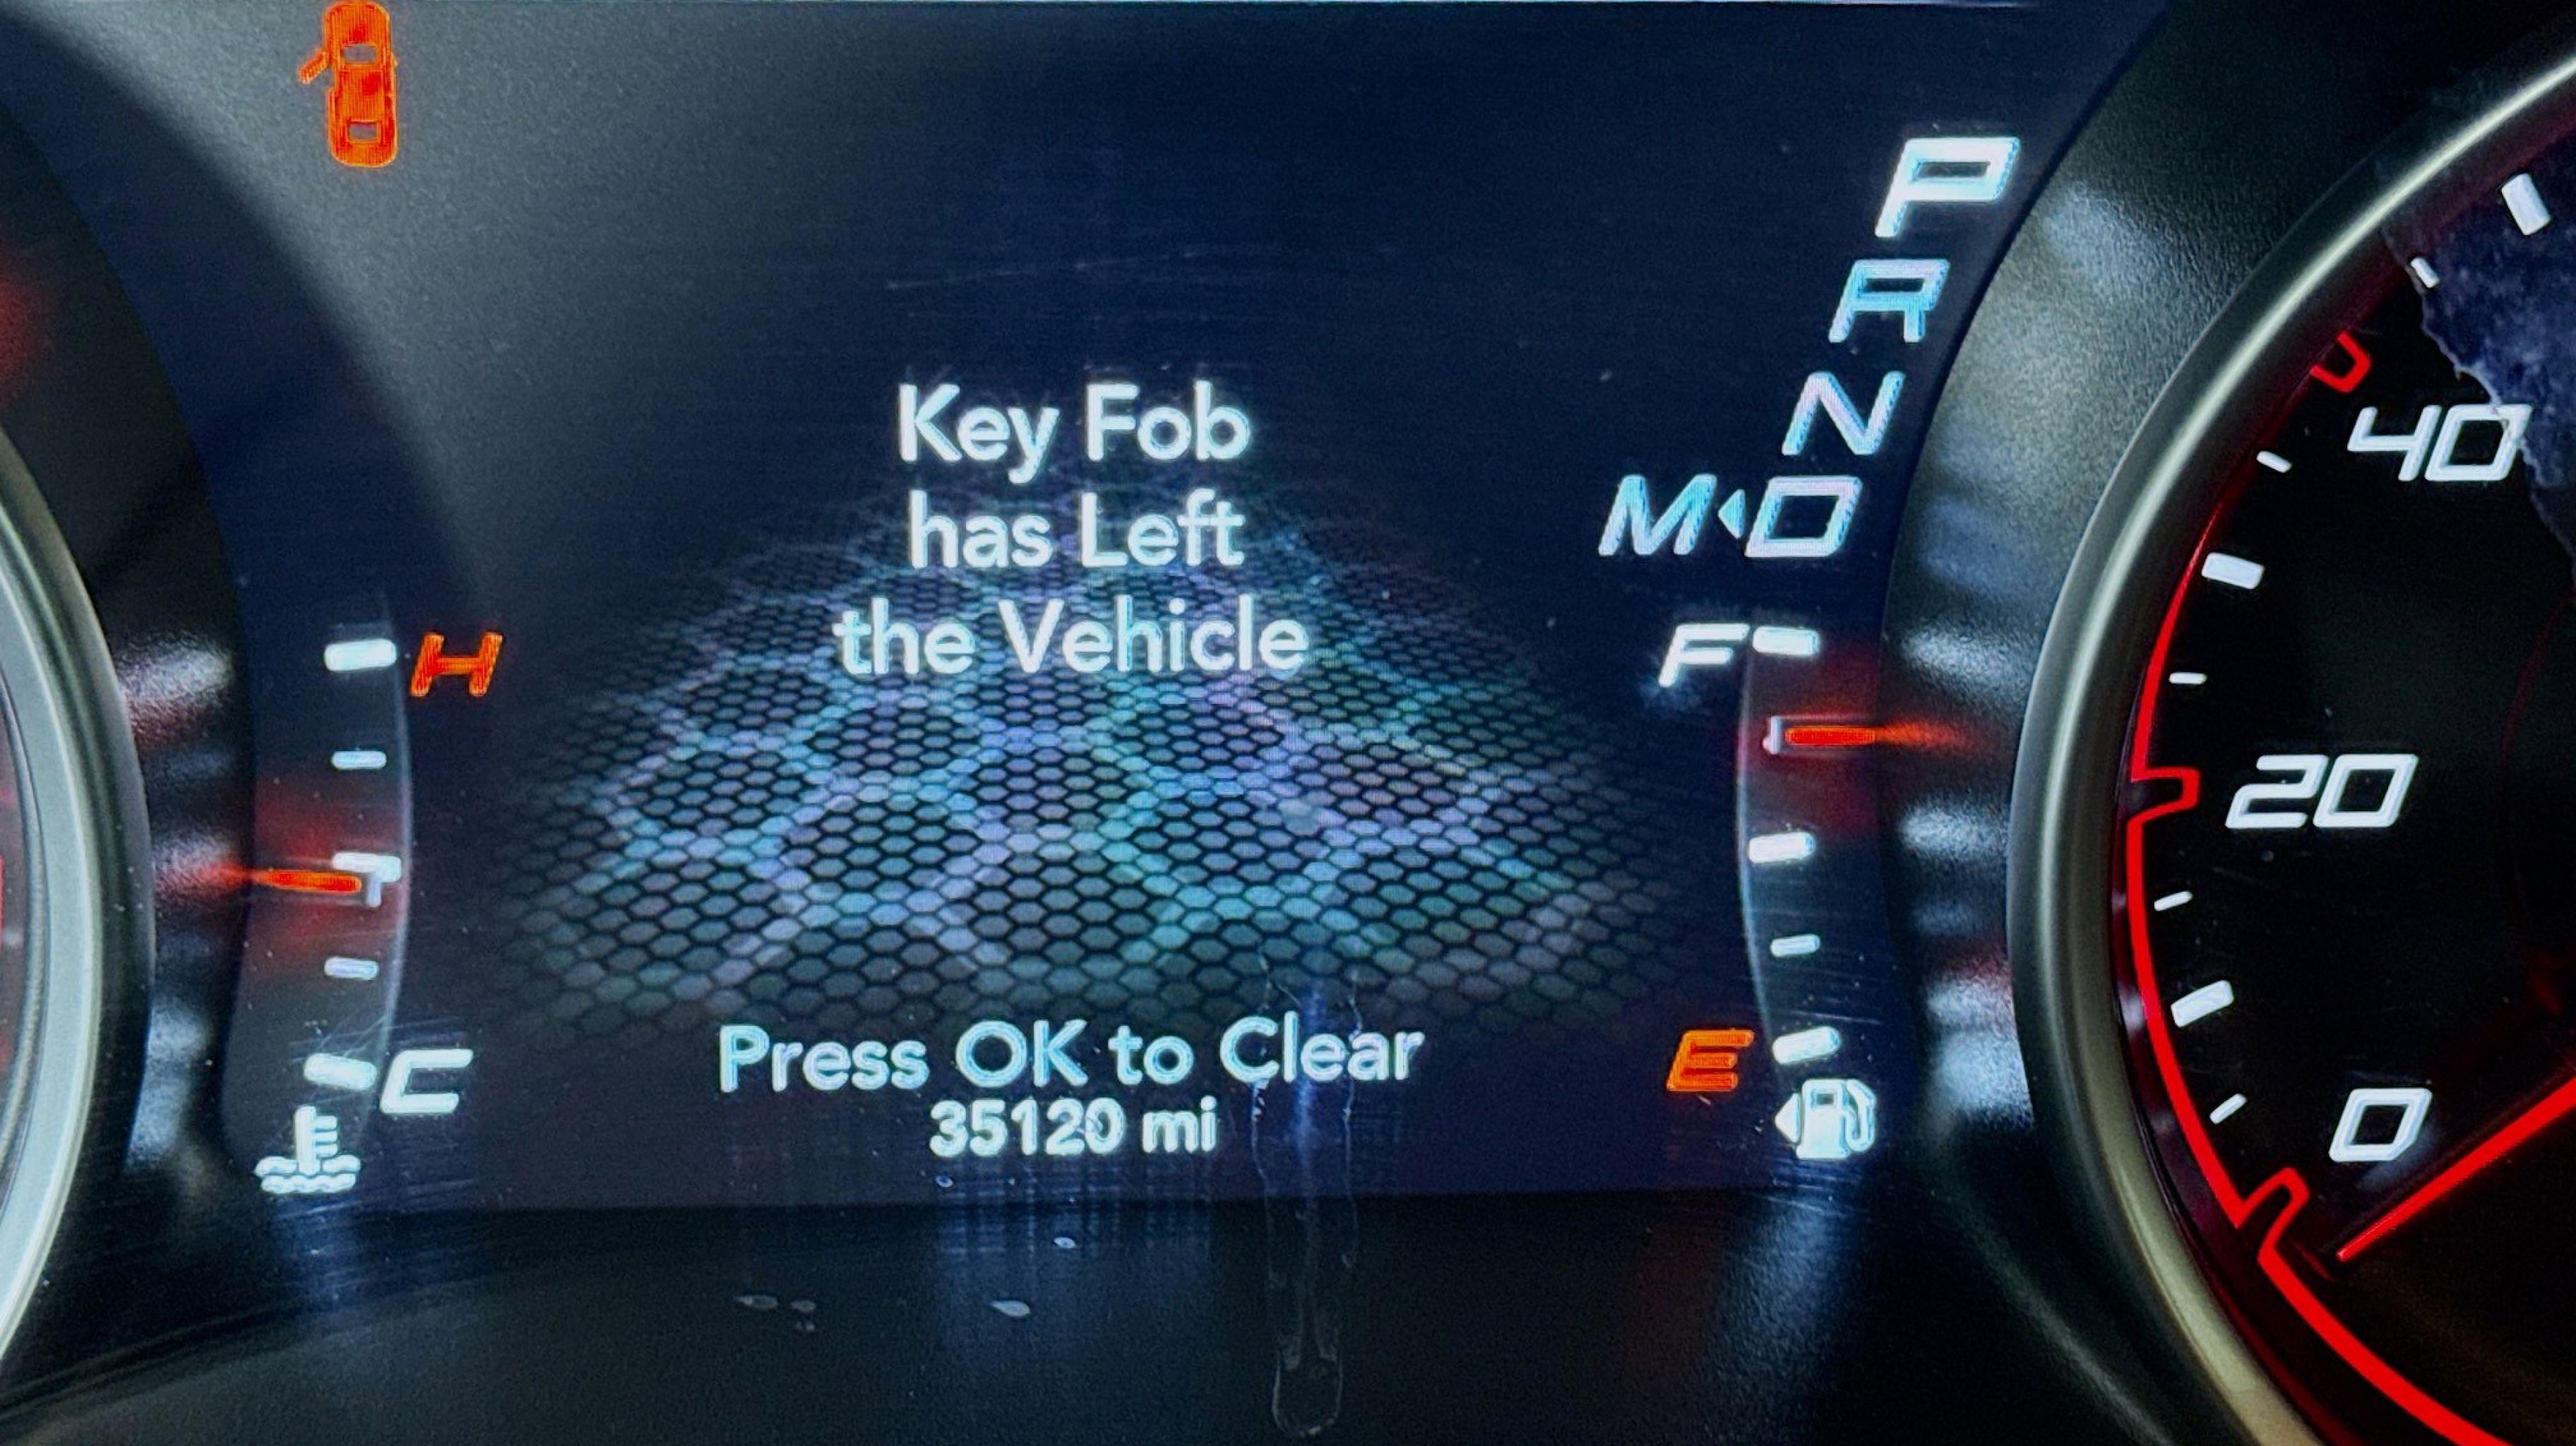 P
R
N
M D
Key Fob
has Left
the Vehicle
H
F
40
20
0
C
E
Press OK to Clear
35120 mi